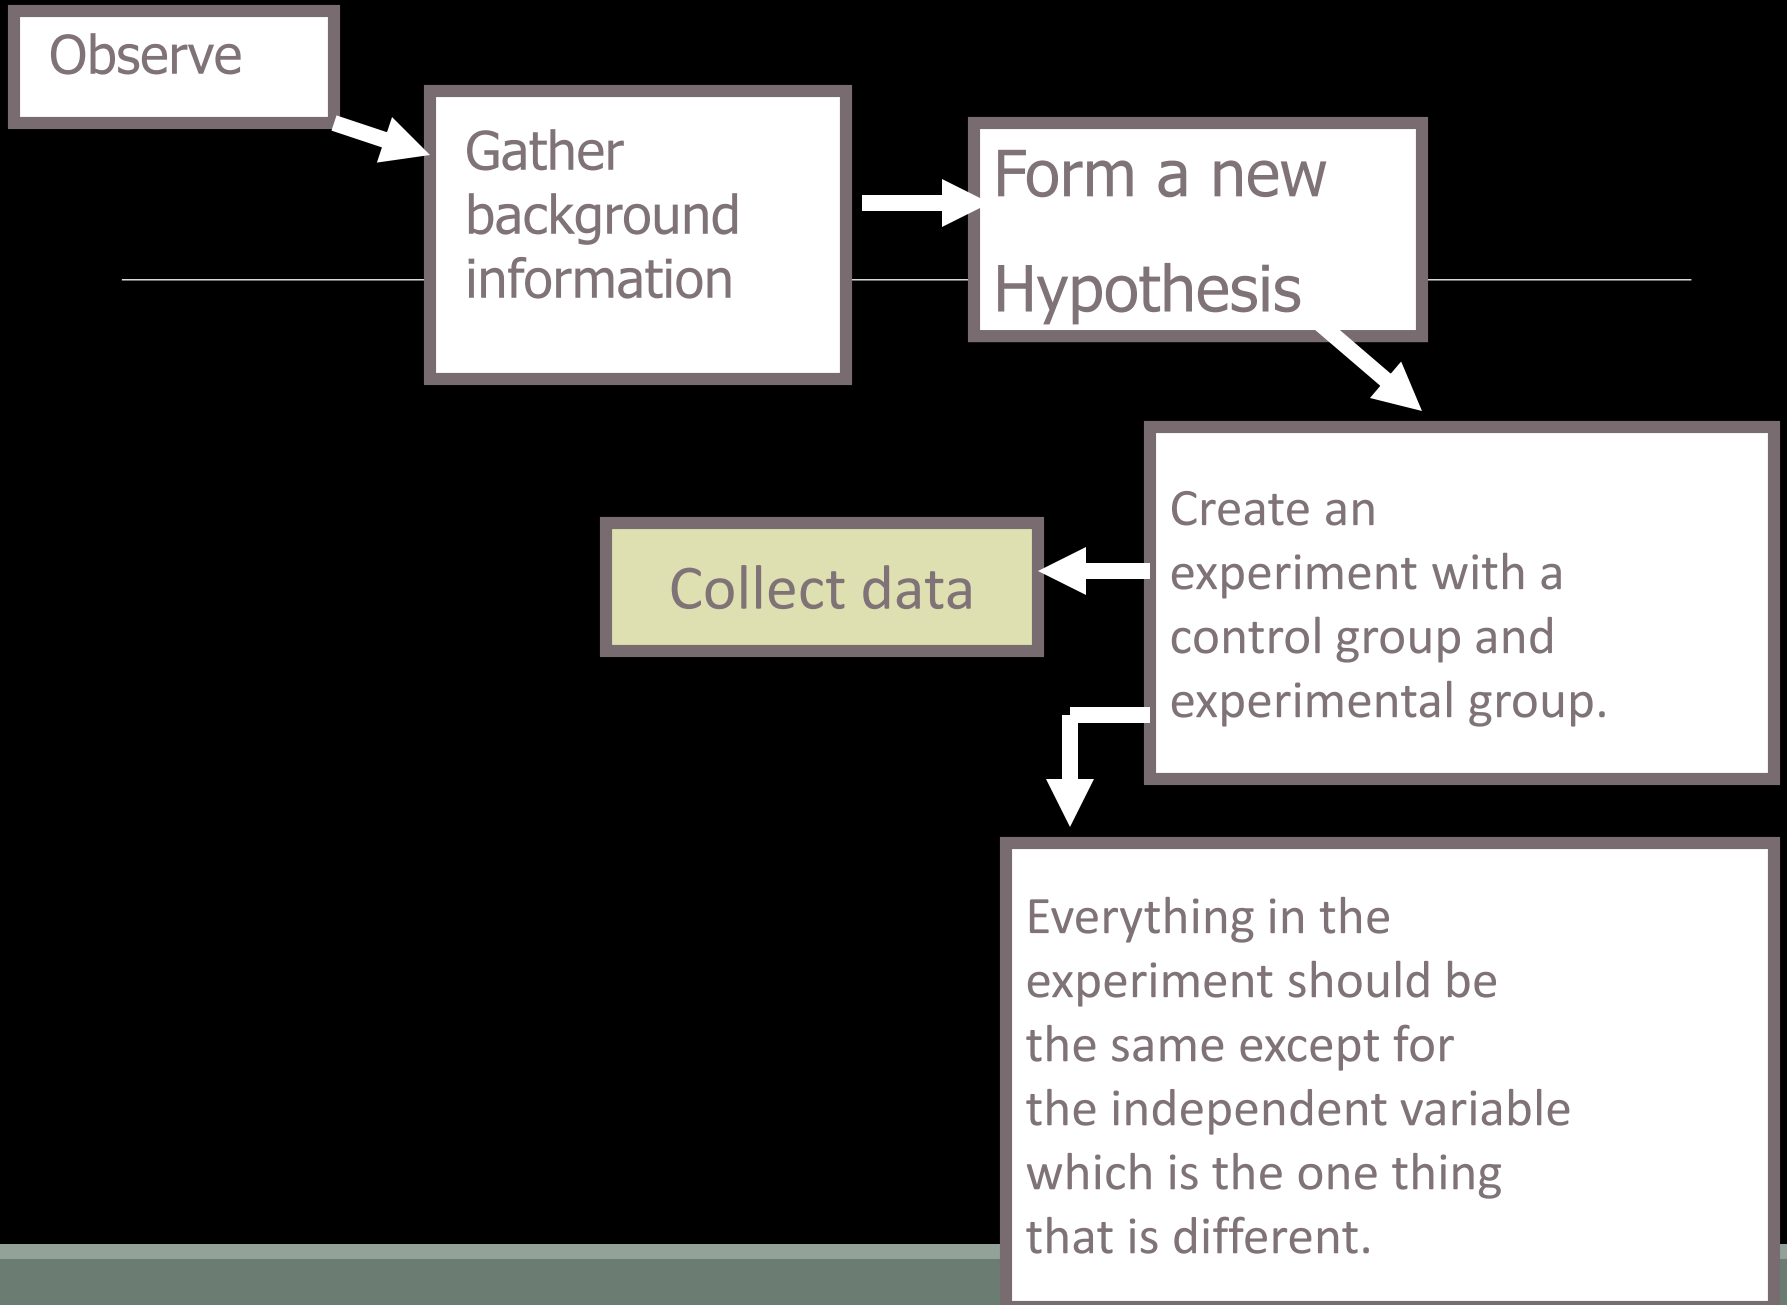 Observe
Gather
background
information
Form a new
Hypothesis
Create an
experiment with a
control group and
experimental group.
Collect data
Everything in the
experiment should be
the same except for
the independent variable
which is the one thing
that is different.